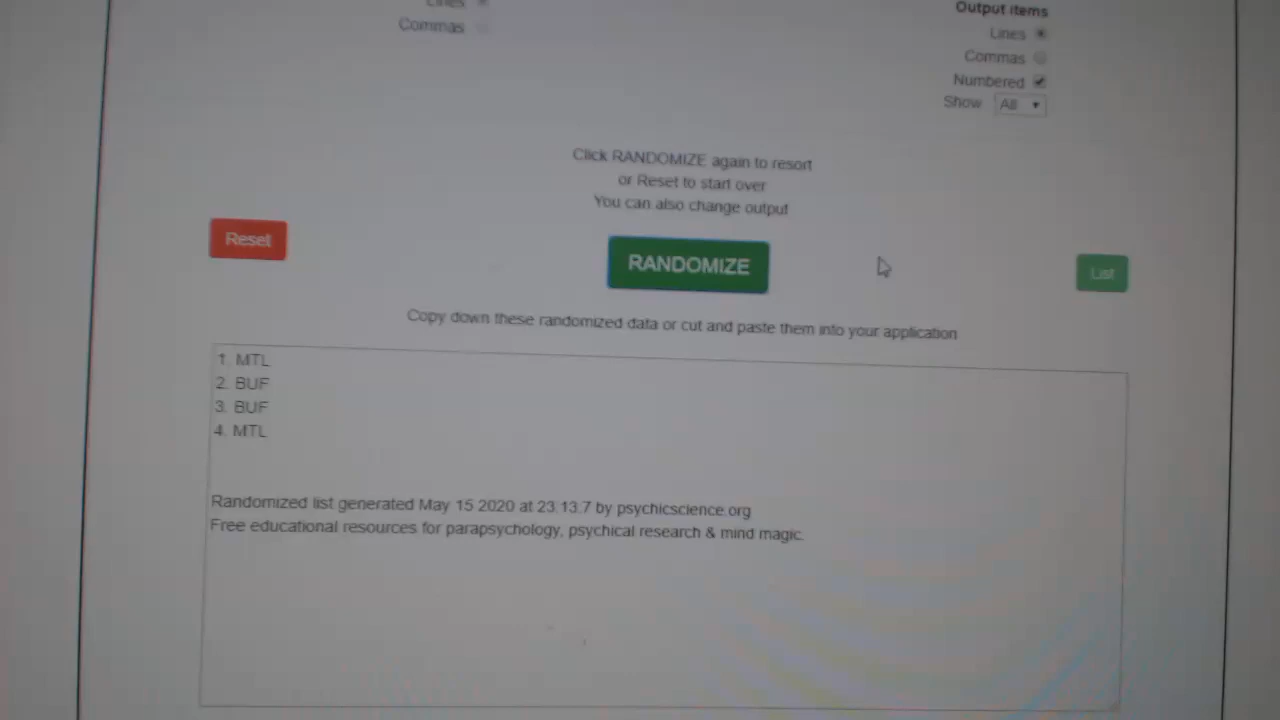 Lines
Commas
Output items
Lines
Commas
Numbered
Show All
Click RANDOMIZE again to resort
or Reset to start over
You can also change output
Reset
RANDOMIZE
List
Copy down these randomized data or cut and paste them into your application
1. MTL
2. BUF
3. BUF
4. MTL
Randomized list generated May 15 2020 at 23.13.7 by psychicscience.org
Free educational resources for parapsychology, psychical research & mind magic.